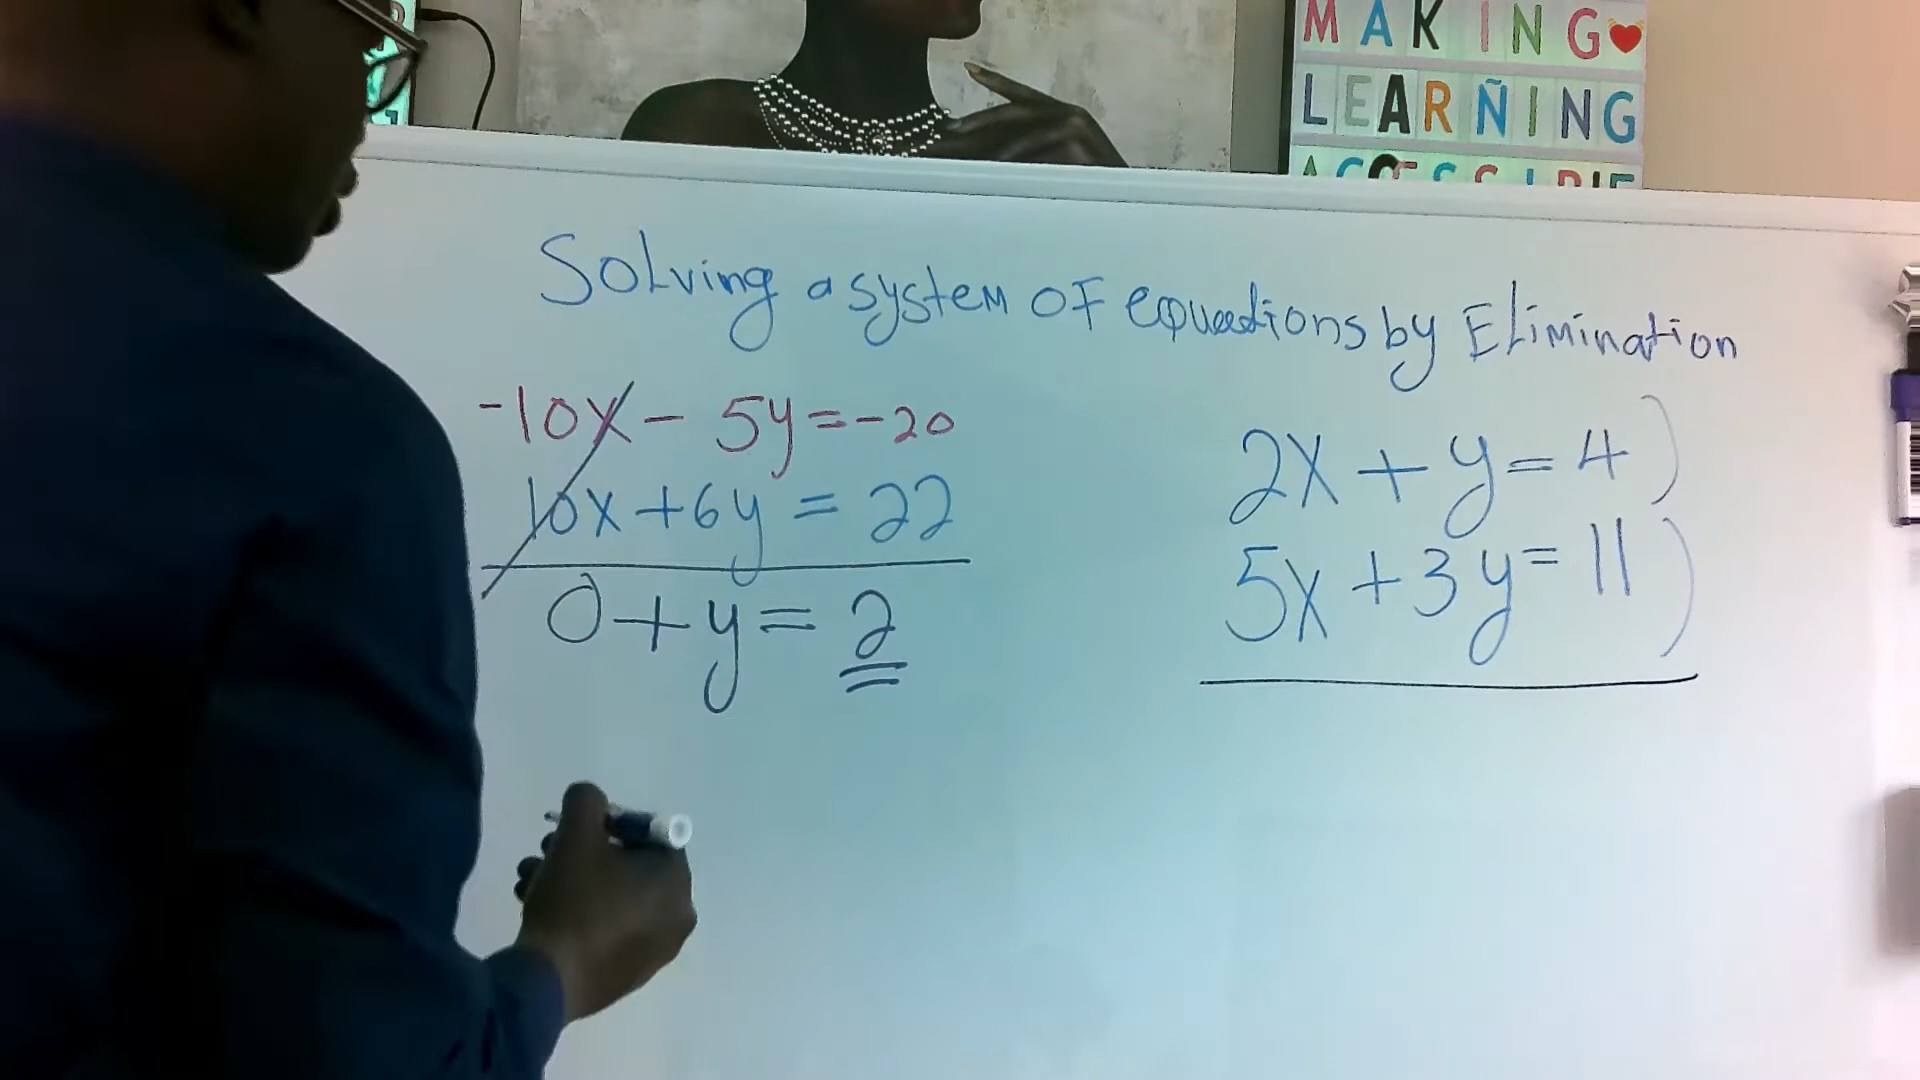 MAKING
LEARÑING
ACCESSIBLE
Solving a system of equations by Elimination
-10x - 5y = -20
10x + 6y = 22
0 + y = 2
2x + y = 4)
5x + 3y = 11)